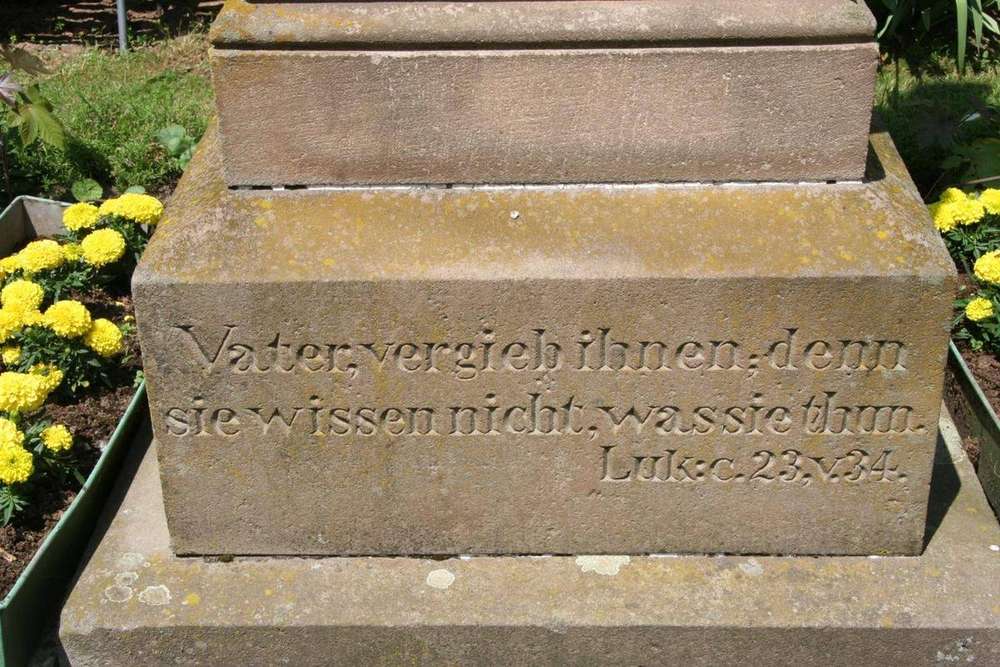 Vater, vergieb ihnen, denn
sie wissen nicht, was sie thun.
Luk: c. 23, v. 34.